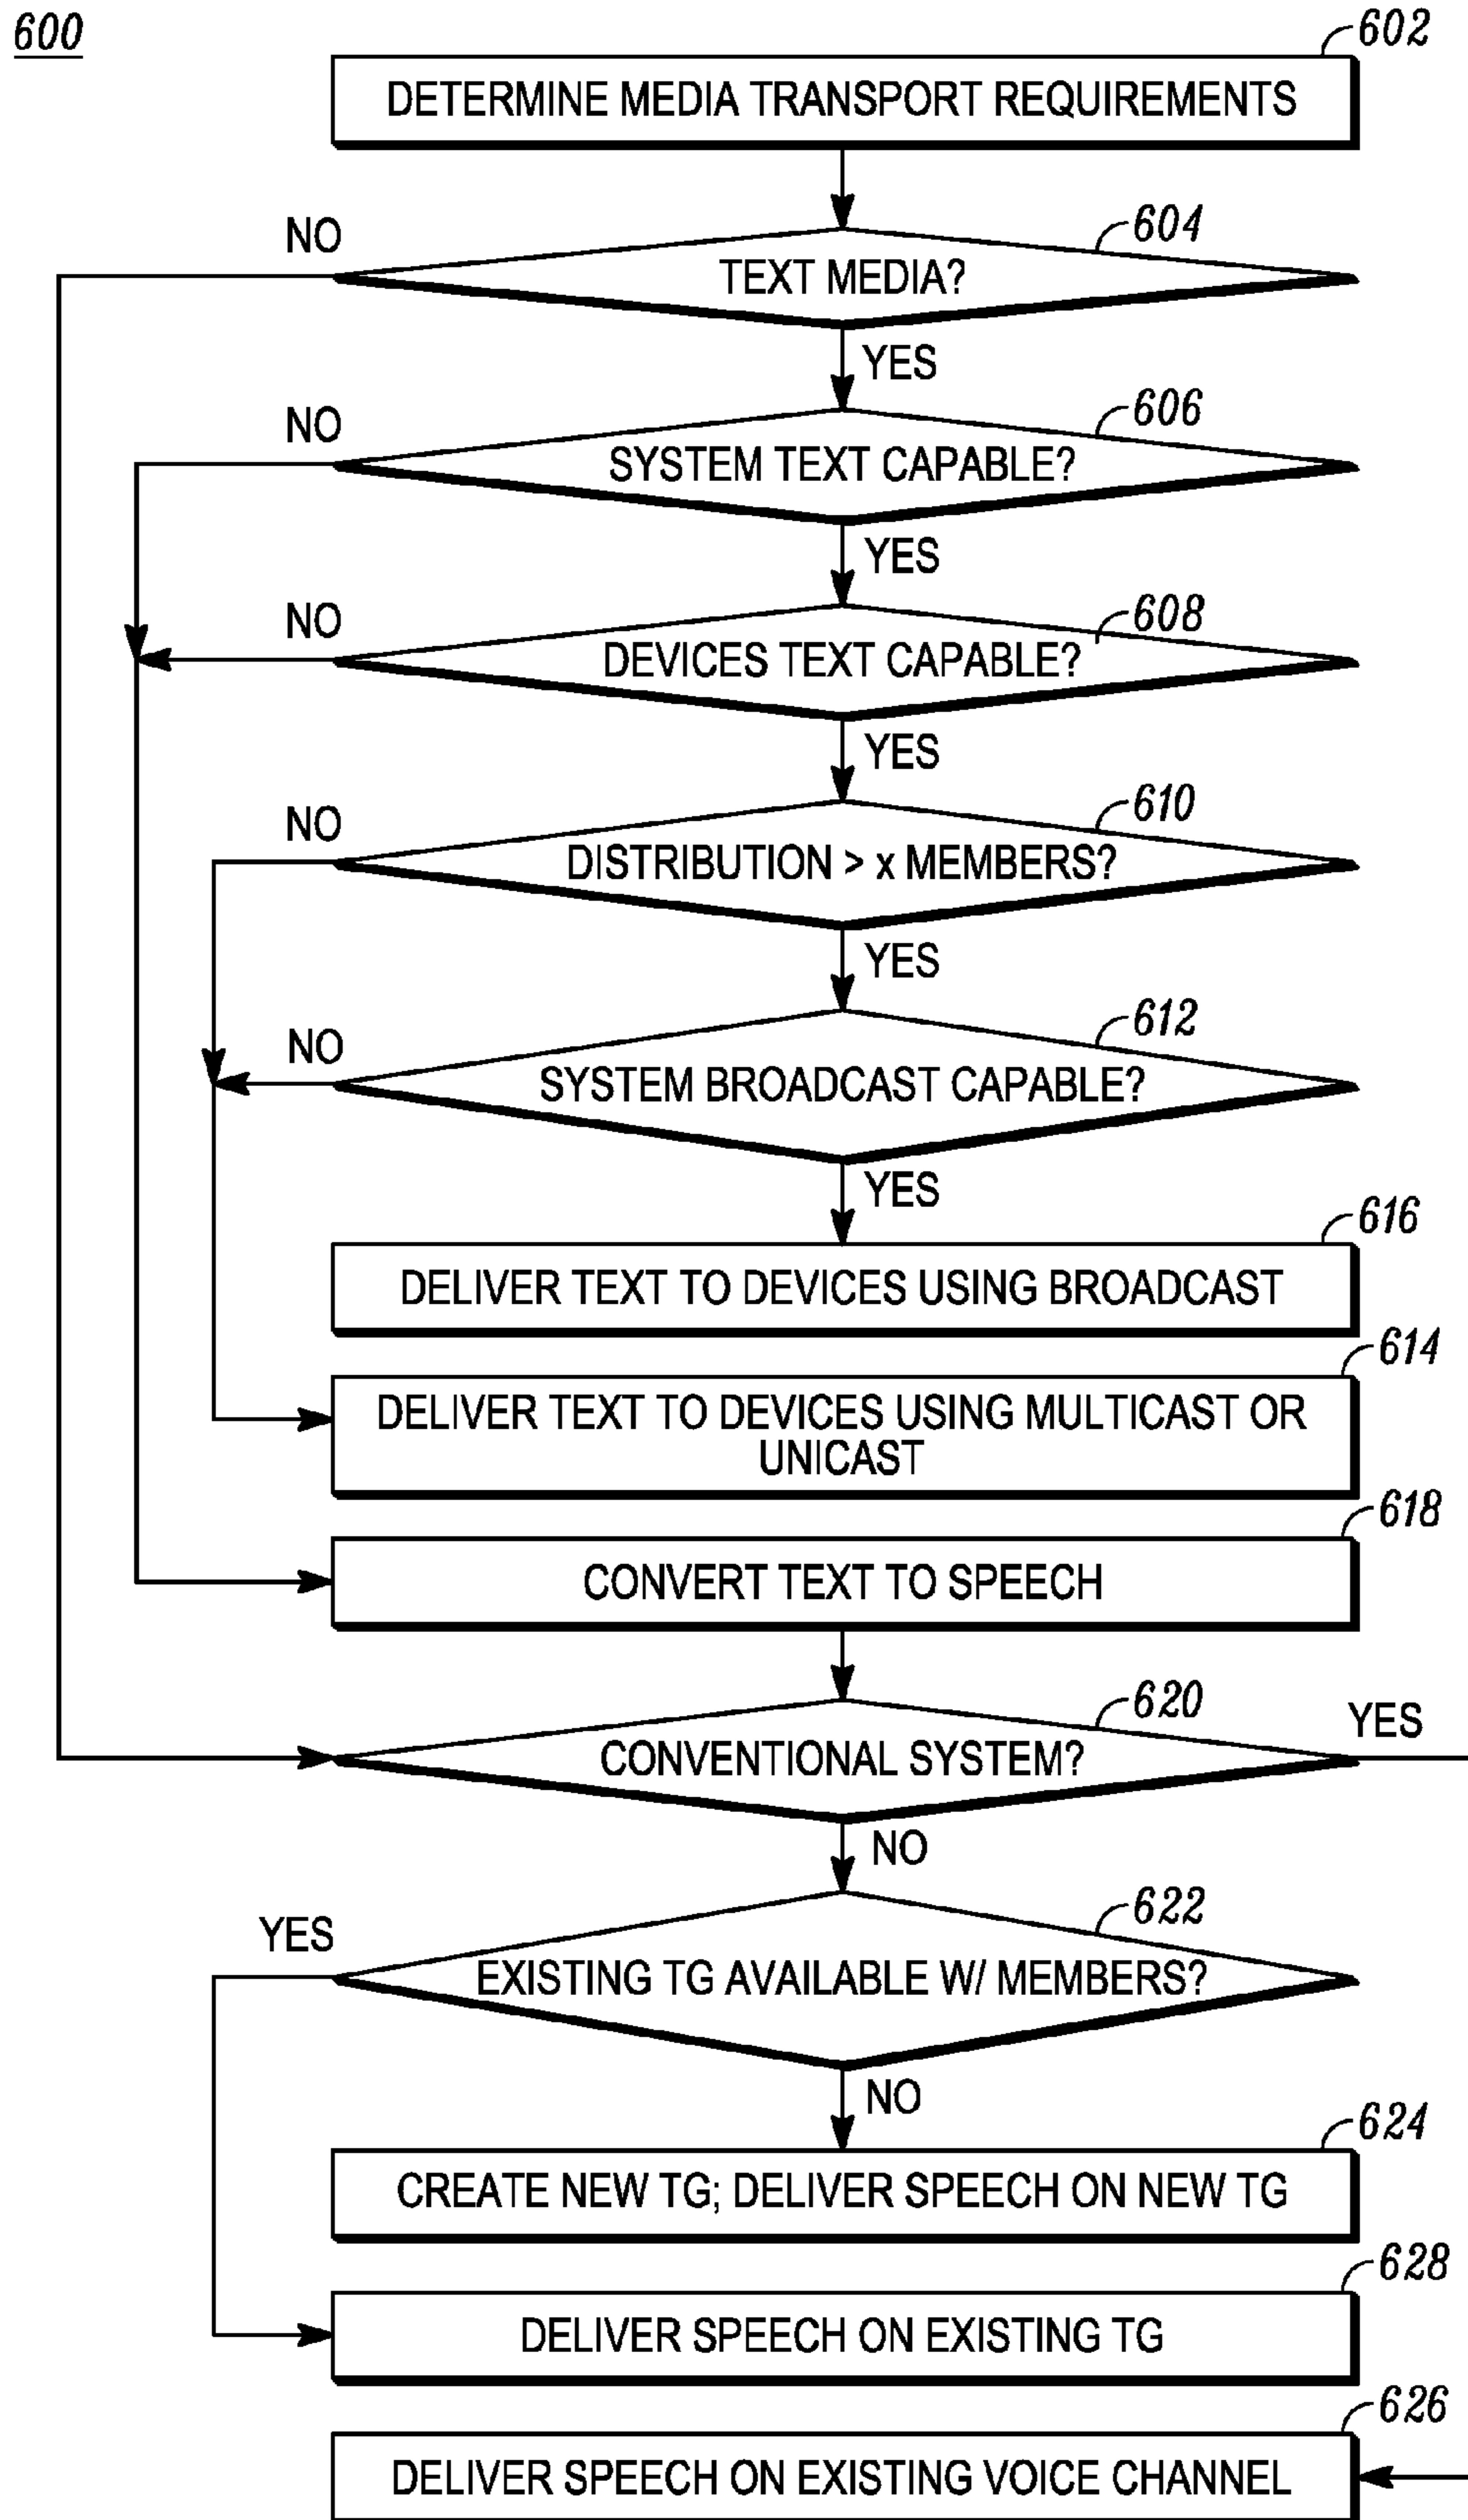 600
602
DETERMINE MEDIA TRANSPORT REQUIREMENTS
604
NO
TEXT MEDIA?
YES
606
NO
SYSTEM TEXT CAPABLE?
YES
608
NO
DEVICES TEXT CAPABLE?
YES
610
NO
DISTRIBUTION > x MEMBERS?
YES
612
NO
SYSTEM BROADCAST CAPABLE?
YES
616
DELIVER TEXT TO DEVICES USING BROADCAST
614
DELIVER TEXT TO DEVICES USING MULTICAST OR
UNICAST
618
CONVERT TEXT TO SPEECH
620
YES
CONVENTIONAL SYSTEM?
NO
622
YES
EXISTING TG AVAILABLE W/ MEMBERS?
NO
624
CREATE NEW TG; DELIVER SPEECH ON NEW TG
628
DELIVER SPEECH ON EXISTING TG
626
DELIVER SPEECH ON EXISTING VOICE CHANNEL